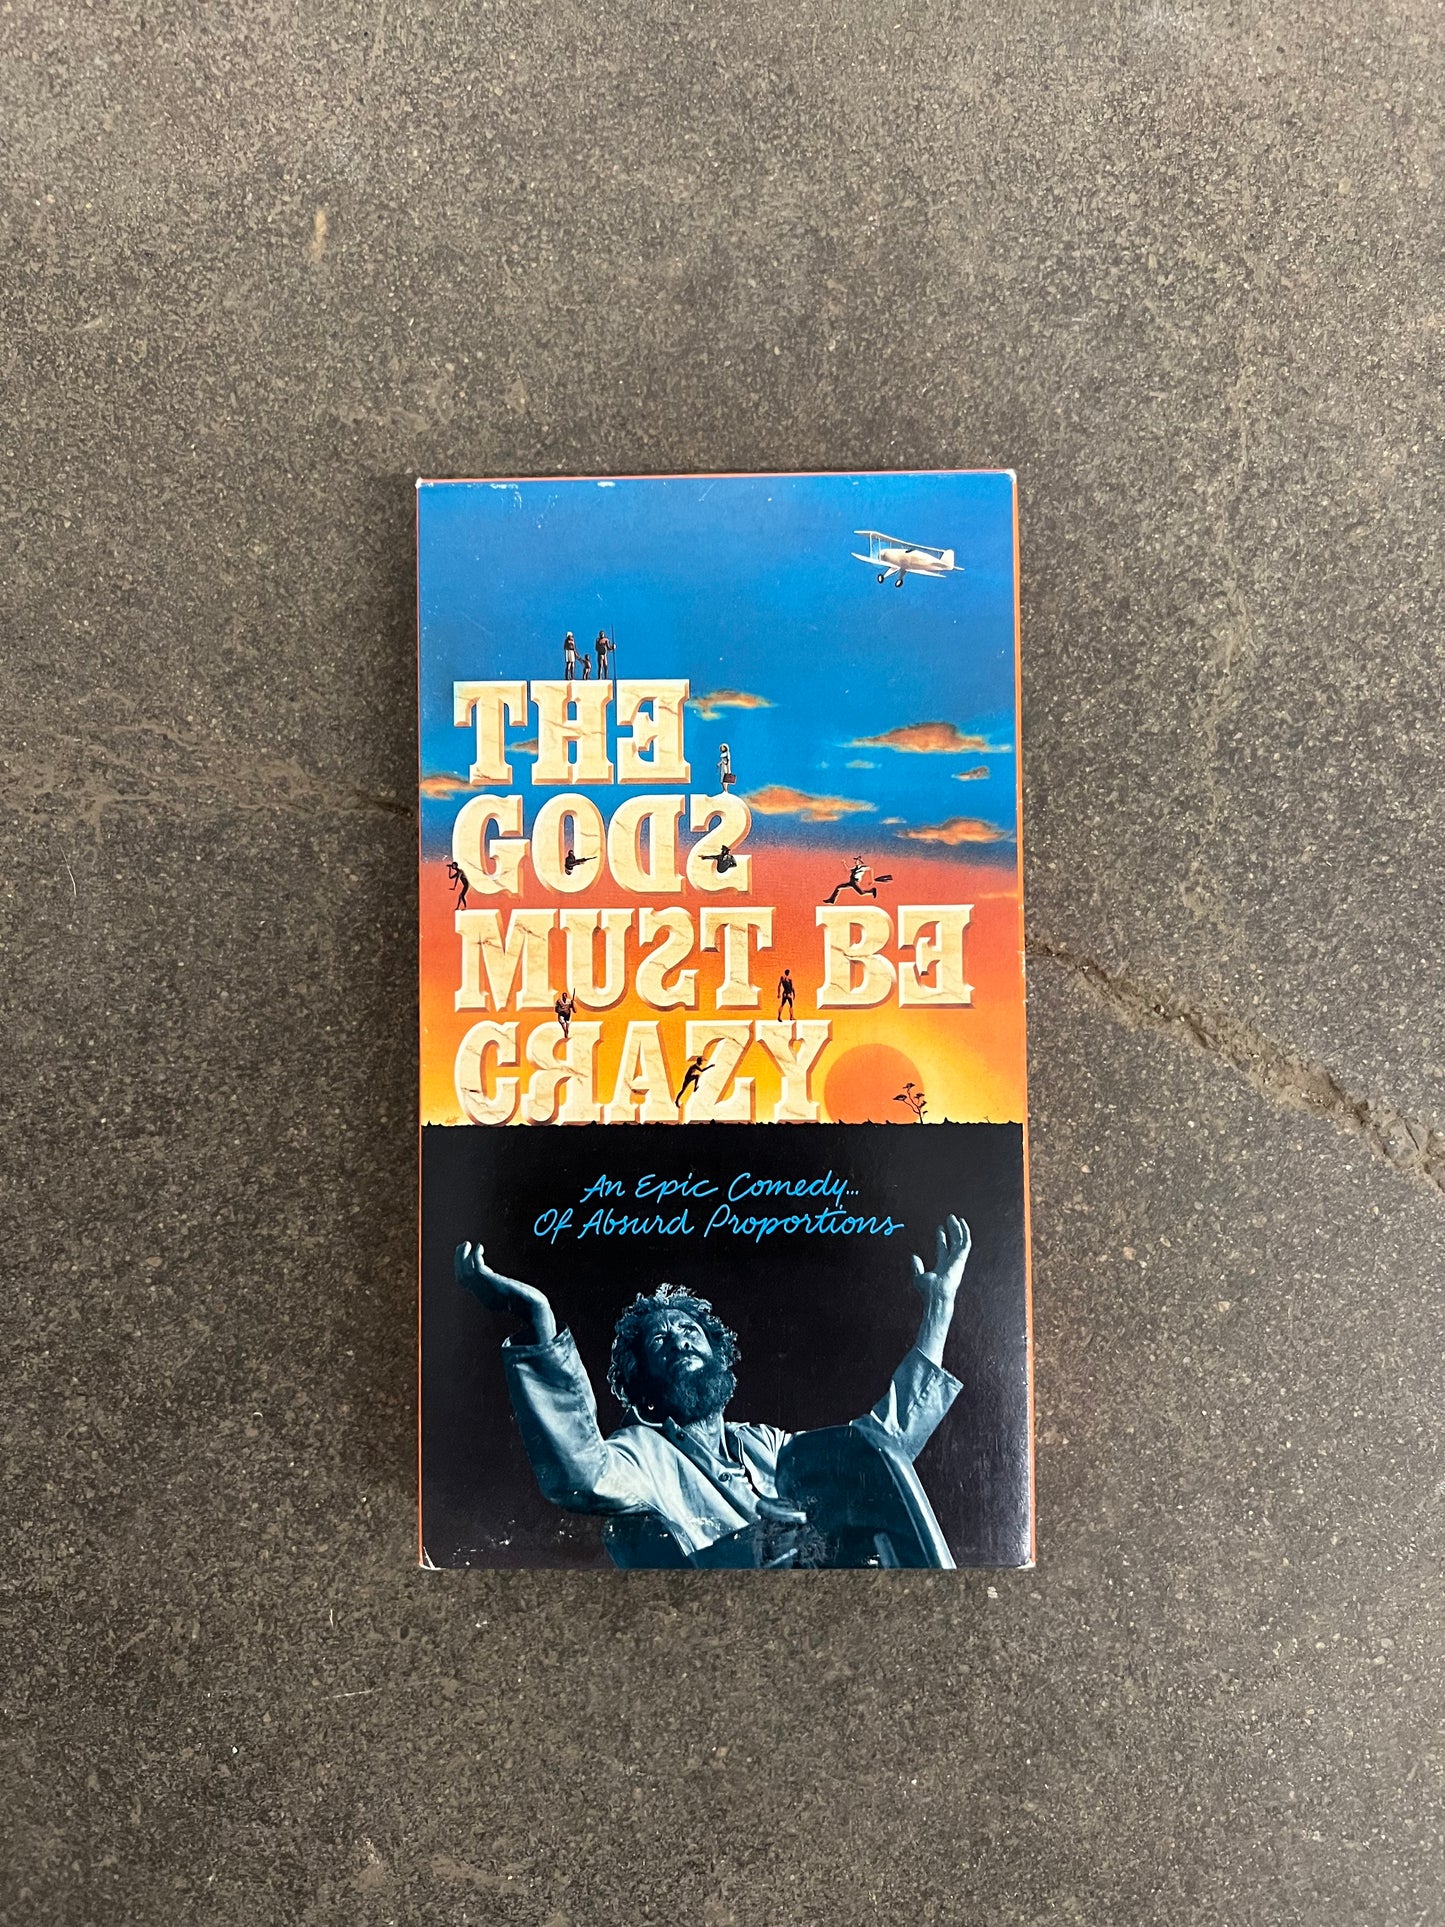 THE
GODS
MUST BE
CRAZY
An Epic Comedy...
Of Absurd Proportions